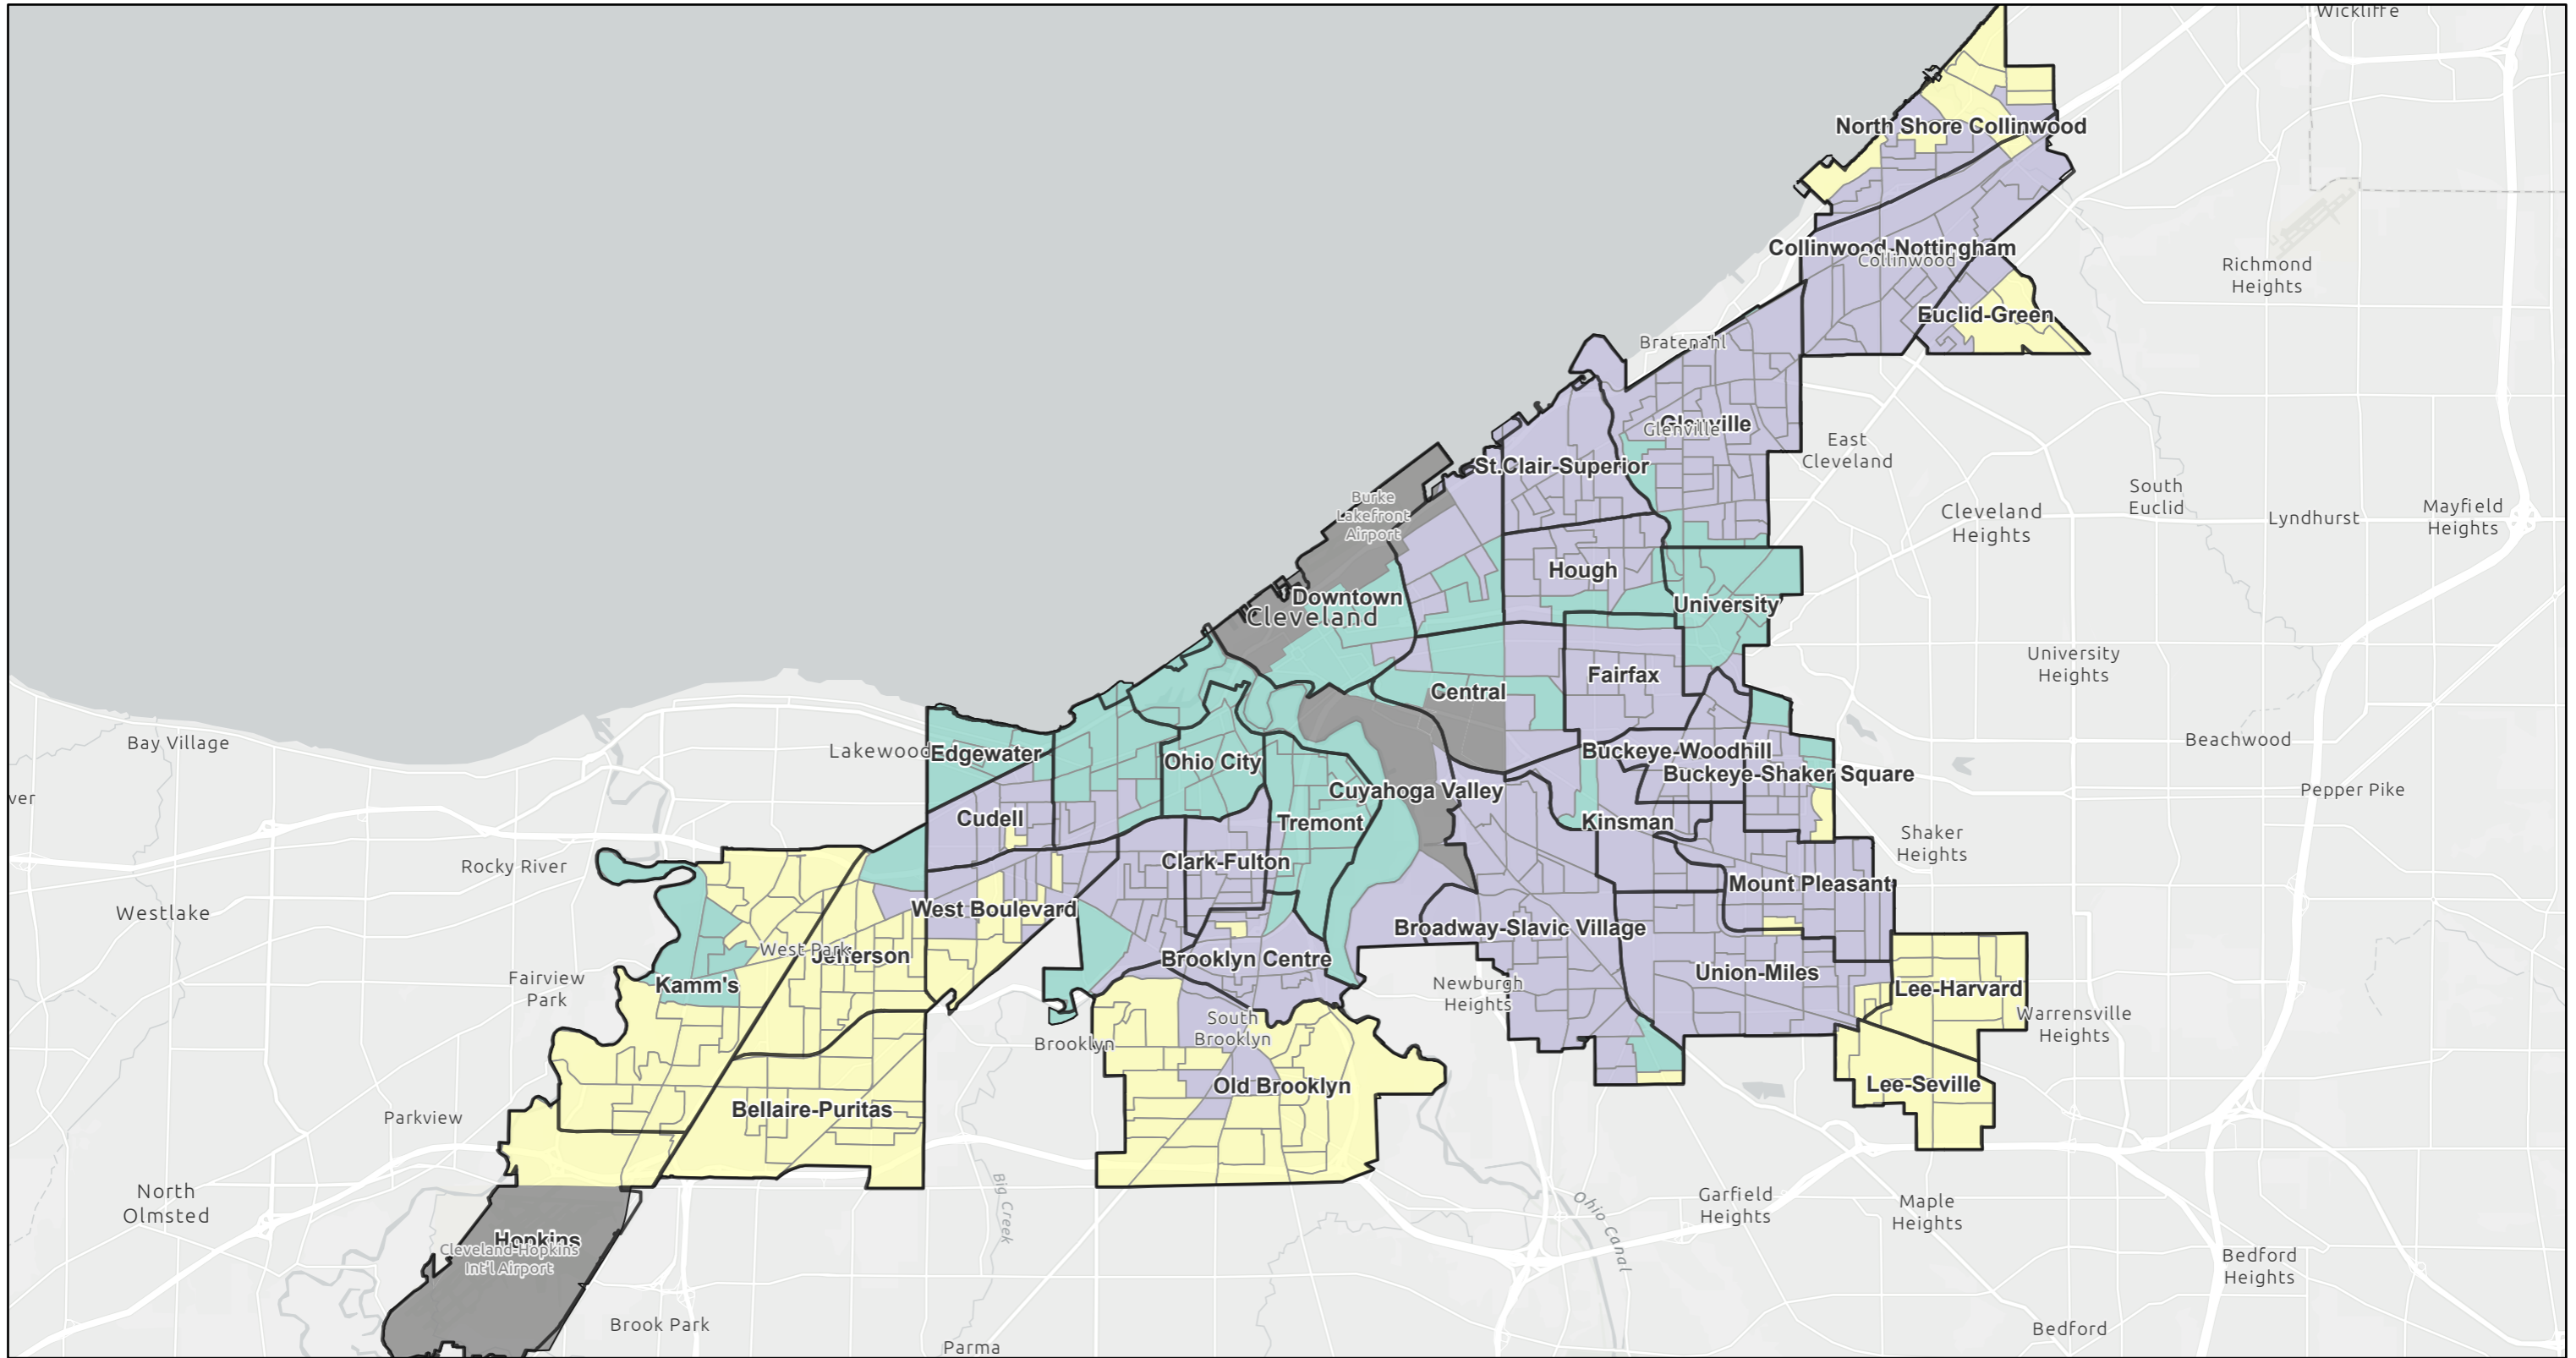 Wickliffe
North Shore Collinwood
Collinwood-Nottingham
Collinwood
Richmond
Heights
Euclid-Green
Bratenahl
Glenville
Glenville
East
Cleveland
St.Clair-Superior
South
Euclid
Mayfield
Heights
Burke
Lakefront
Airport
Cleveland
Heights
Lyndhurst
Hough
Downtown
Cleveland
University
University
Heights
Fairfax
Central
Bay Village
Lakewood
Edgewater
Ohio City
Buckeye-Woodhill
Buckeye-Shaker Square
Beachwood
Cuyahoga Valley
Pepper Pike
ver
Cudell
Tremont
Kinsman
Shaker
Heights
Rocky River
Clark-Fulton
Mount Pleasant
Westlake
West Boulevard
Broadway-Slavic Village
West Park
Jefferson
Brooklyn Centre
Union-Miles
Fairview
Park
Kamm's
Newburgh
Heights
Lee-Harvard
South
Brooklyn
Warrensville
Heights
Brooklyn
Old Brooklyn
Lee-Seville
Bellaire-Puritas
Parkview
North
Olmsted
Big Creek
Ohio Canal
Garfield
Heights
Maple
Heights
Hopkins
Cleveland-Hopkins
Int'l Airport
Bedford
Heights
Brook Park
Bedford
Parma